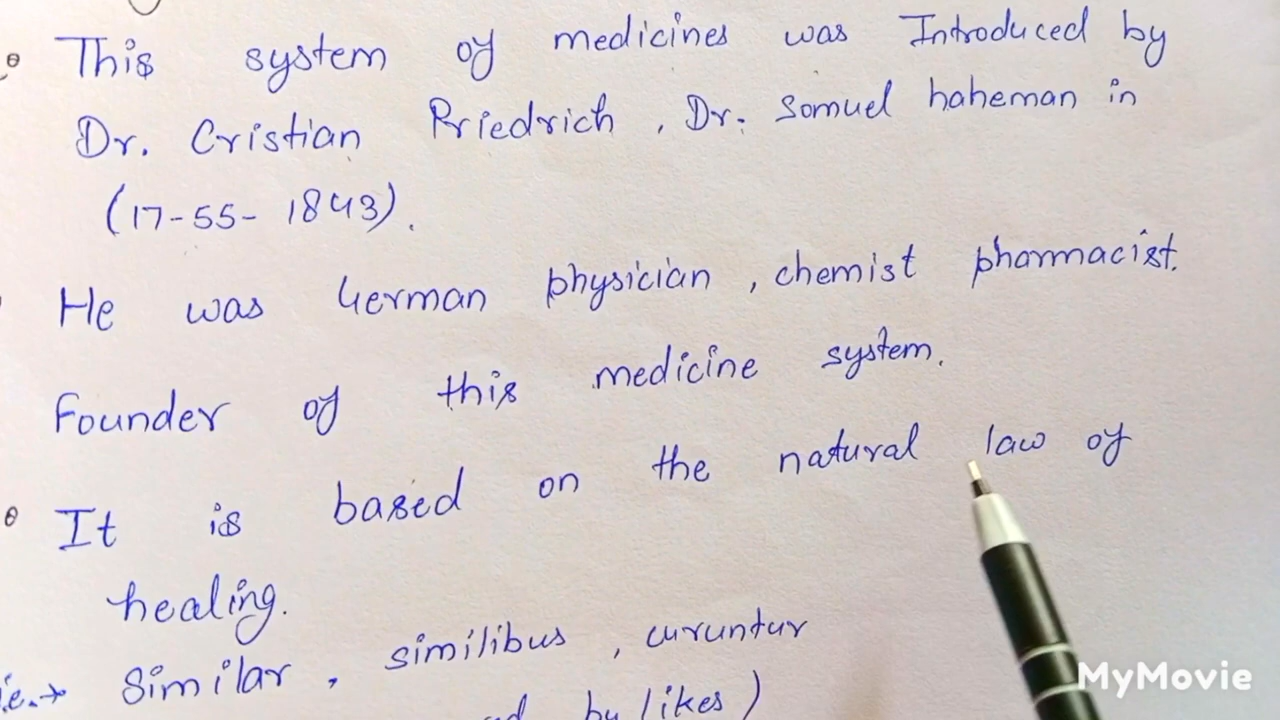 This system of medicines was Introduced by
Dr. Cristian Rriedrich , Dr. Somuel haheman in
(17-55- 1843).
He was German physician , chemist pharmacist.
Founder of this medicine system.
It is based on the natural law of
healing.
i.e.→ Similar , similibus , curuntur
by likes)
MyMovie